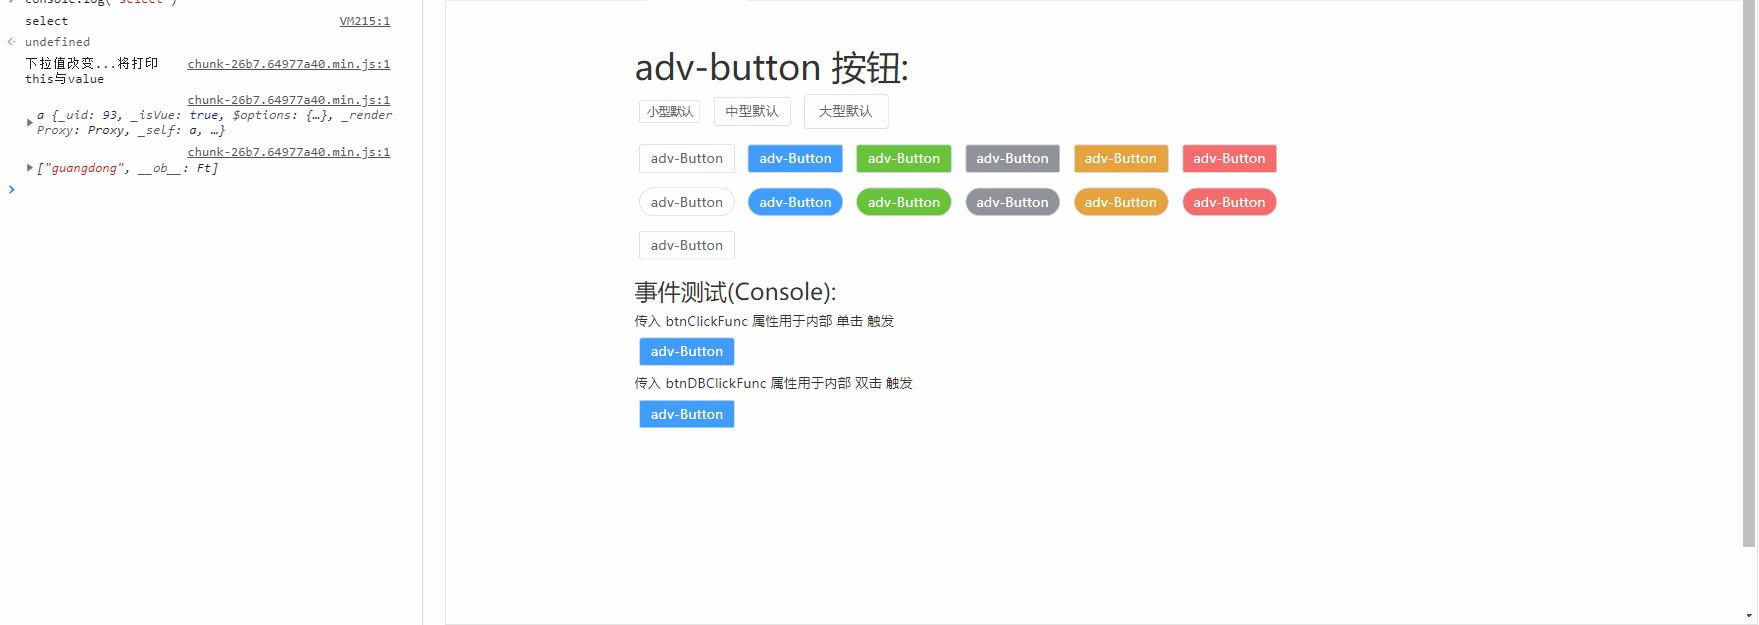 console.log("select")
select VM215:1
undefined
下拉值改变...将打印 chunk-26b7.64977a40.min.js:1
this与value
chunk-26b7.64977a40.min.js:1
a {_uid: 93, _isVue: true, $options: {…}, _render
Proxy: Proxy, _self: a, …}
chunk-26b7.64977a40.min.js:1
["guangdong", __ob__: Ft]
adv-button 按钮:
小型默认 中型默认 大型默认
adv-Button adv-Button adv-Button adv-Button adv-Button adv-Button
adv-Button adv-Button adv-Button adv-Button adv-Button adv-Button
adv-Button
事件测试(Console):
传入 btnClickFunc 属性用于内部 单击 触发
adv-Button
传入 btnDBClickFunc 属性用于内部 双击 触发
adv-Button